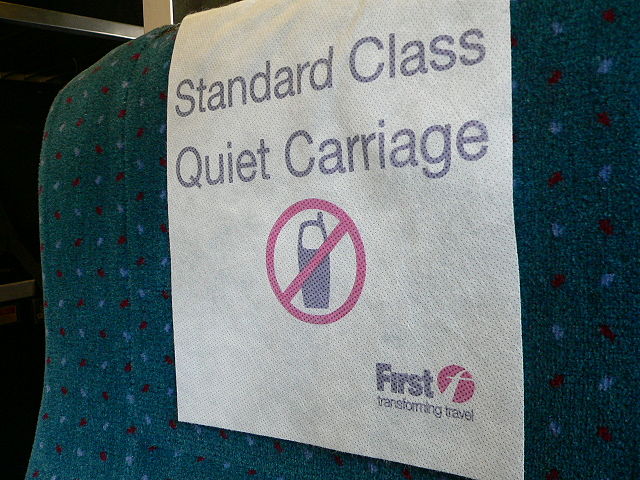 Standard Class
Quiet Carriage
First
transforming travel